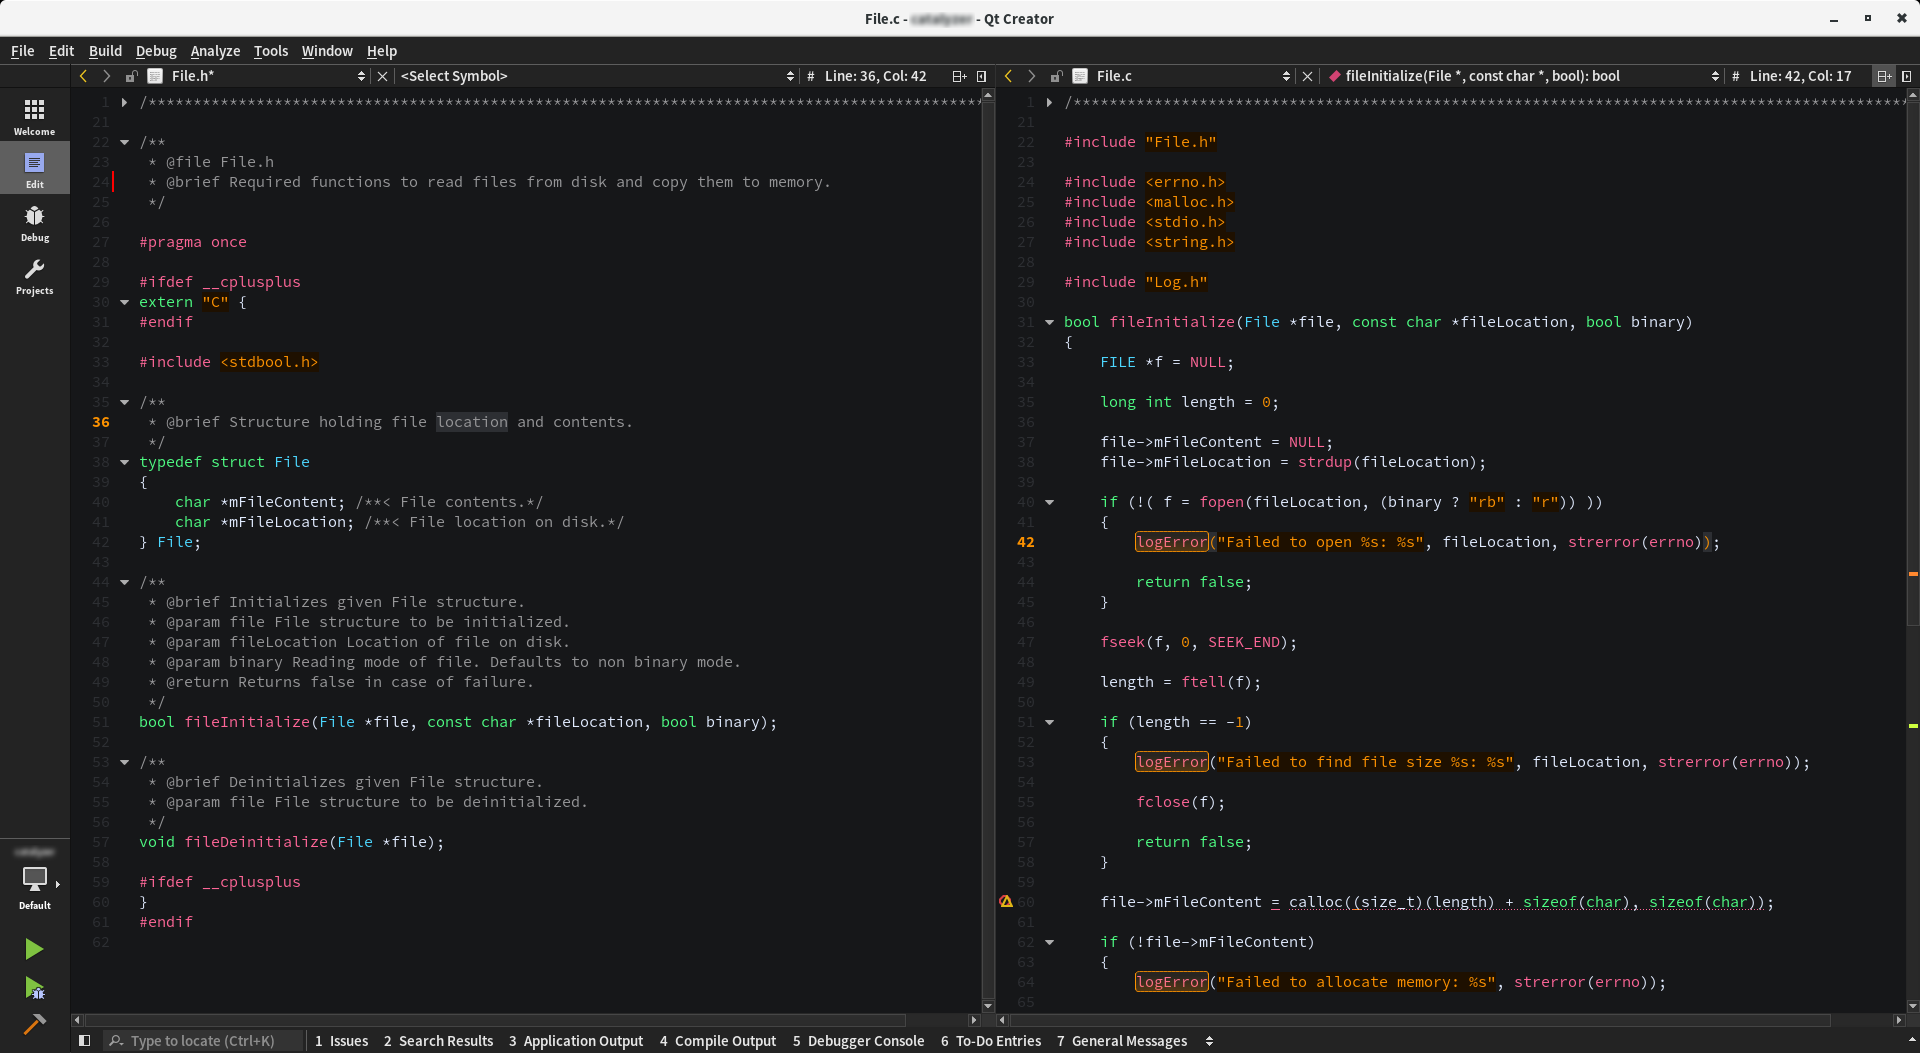 File.c - - Qt Creator
File Edit Build Debug Analyze Tools Window Help
File.h* <Select Symbol> # Line: 36, Col: 42
File.c fileInitialize(File *, const char *, bool): bool # Line: 42, Col: 17
Welcome
Edit
Debug
Projects
Default
1 /*********************************************************************************************
21
22 /**
23  * @file File.h
24  * @brief Required functions to read files from disk and copy them to memory.
25  */
26
27 #pragma once
28
29 #ifdef __cplusplus
30 extern "C" {
31 #endif
32
33 #include <stdbool.h>
34
35 /**
36  * @brief Structure holding file location and contents.
37  */
38 typedef struct File
39 {
40     char *mFileContent; /**< File contents.*/
41     char *mFileLocation; /**< File location on disk.*/
42 } File;
43
44 /**
45  * @brief Initializes given File structure.
46  * @param file File structure to be initialized.
47  * @param fileLocation Location of file on disk.
48  * @param binary Reading mode of file. Defaults to non binary mode.
49  * @return Returns false in case of failure.
50  */
51 bool fileInitialize(File *file, const char *fileLocation, bool binary);
52
53 /**
54  * @brief Deinitializes given File structure.
55  * @param file File structure to be deinitialized.
56  */
57 void fileDeinitialize(File *file);
58
59 #ifdef __cplusplus
60 }
61 #endif
62
1 /*********************************************************************************************
21
22 #include "File.h"
23
24 #include <errno.h>
25 #include <malloc.h>
26 #include <stdio.h>
27 #include <string.h>
28
29 #include "Log.h"
30
31 bool fileInitialize(File *file, const char *fileLocation, bool binary)
32 {
33     FILE *f = NULL;
34
35     long int length = 0;
36
37     file->mFileContent = NULL;
38     file->mFileLocation = strdup(fileLocation);
39
40     if (!( f = fopen(fileLocation, (binary ? "rb" : "r")) ))
41     {
42         logError("Failed to open %s: %s", fileLocation, strerror(errno));
43
44         return false;
45     }
46
47     fseek(f, 0, SEEK_END);
48
49     length = ftell(f);
50
51     if (length == -1)
52     {
53         logError("Failed to find file size %s: %s", fileLocation, strerror(errno));
54
55         fclose(f);
56
57         return false;
58     }
59
60     file->mFileContent = calloc((size_t)(length) + sizeof(char), sizeof(char));
61
62     if (!file->mFileContent)
63     {
64         logError("Failed to allocate memory: %s", strerror(errno));
65
Type to locate (Ctrl+K) 1 Issues 2 Search Results 3 Application Output 4 Compile Output 5 Debugger Console 6 To-Do Entries 7 General Messages